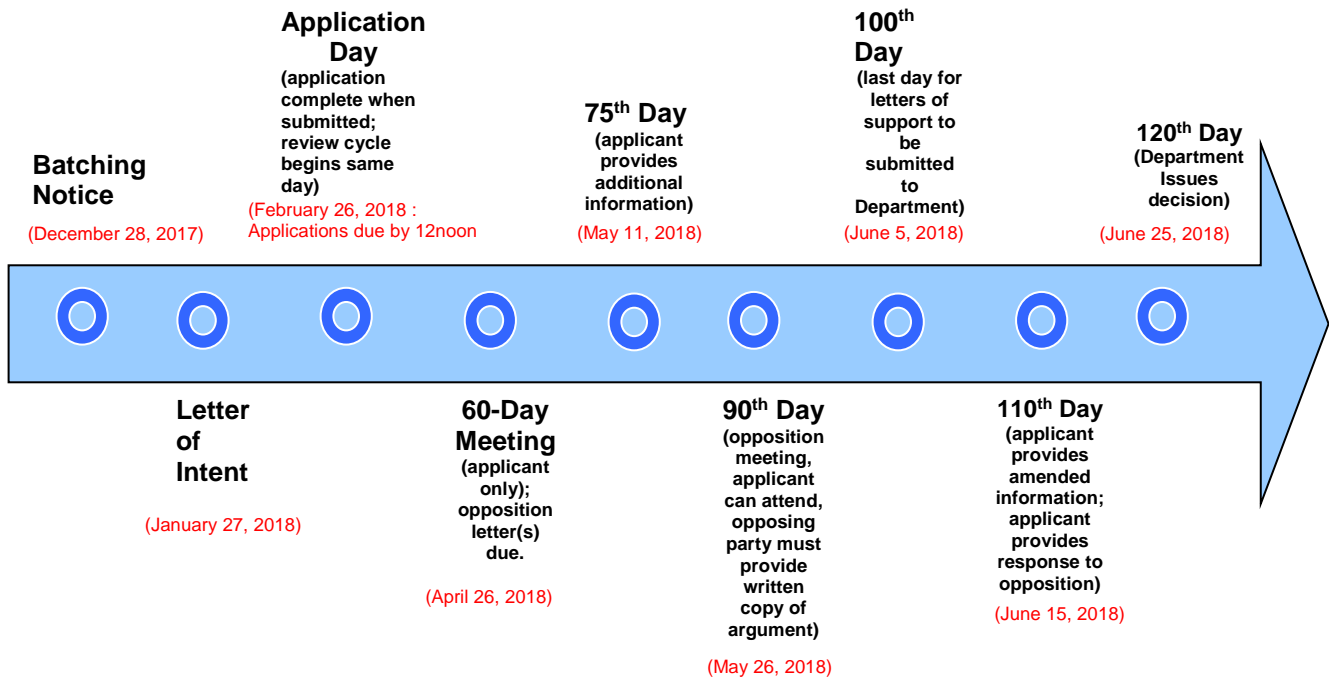 Batching
Notice
(December 28, 2017)
Letter
of
Intent
(January 27, 2018)
Application
Day
(application
complete when
submitted;
review cycle
begins same
day)
(February 26, 2018 :
Applications due by 12noon
60-Day
Meeting
(applicant
only);
opposition
letter(s)
due.
(April 26, 2018)
75th Day
(applicant
provides
additional
information)
(May 11, 2018)
90th Day
(opposition
meeting,
applicant
can attend,
opposing
party must
provide
written
copy of
argument)
(May 26, 2018)
100th
Day
(last day for
letters of
support to
be
submitted
to
Department)
(June 5, 2018)
110th Day
(applicant
provides
amended
information;
applicant
provides
response to
opposition)
(June 15, 2018)
120th Day
(Department
Issues
decision)
(June 25, 2018)